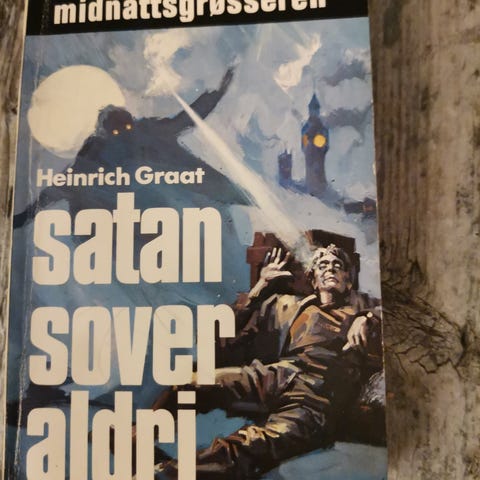 midnattsgrøsseren
Heinrich Graat
satan
sover
aldri